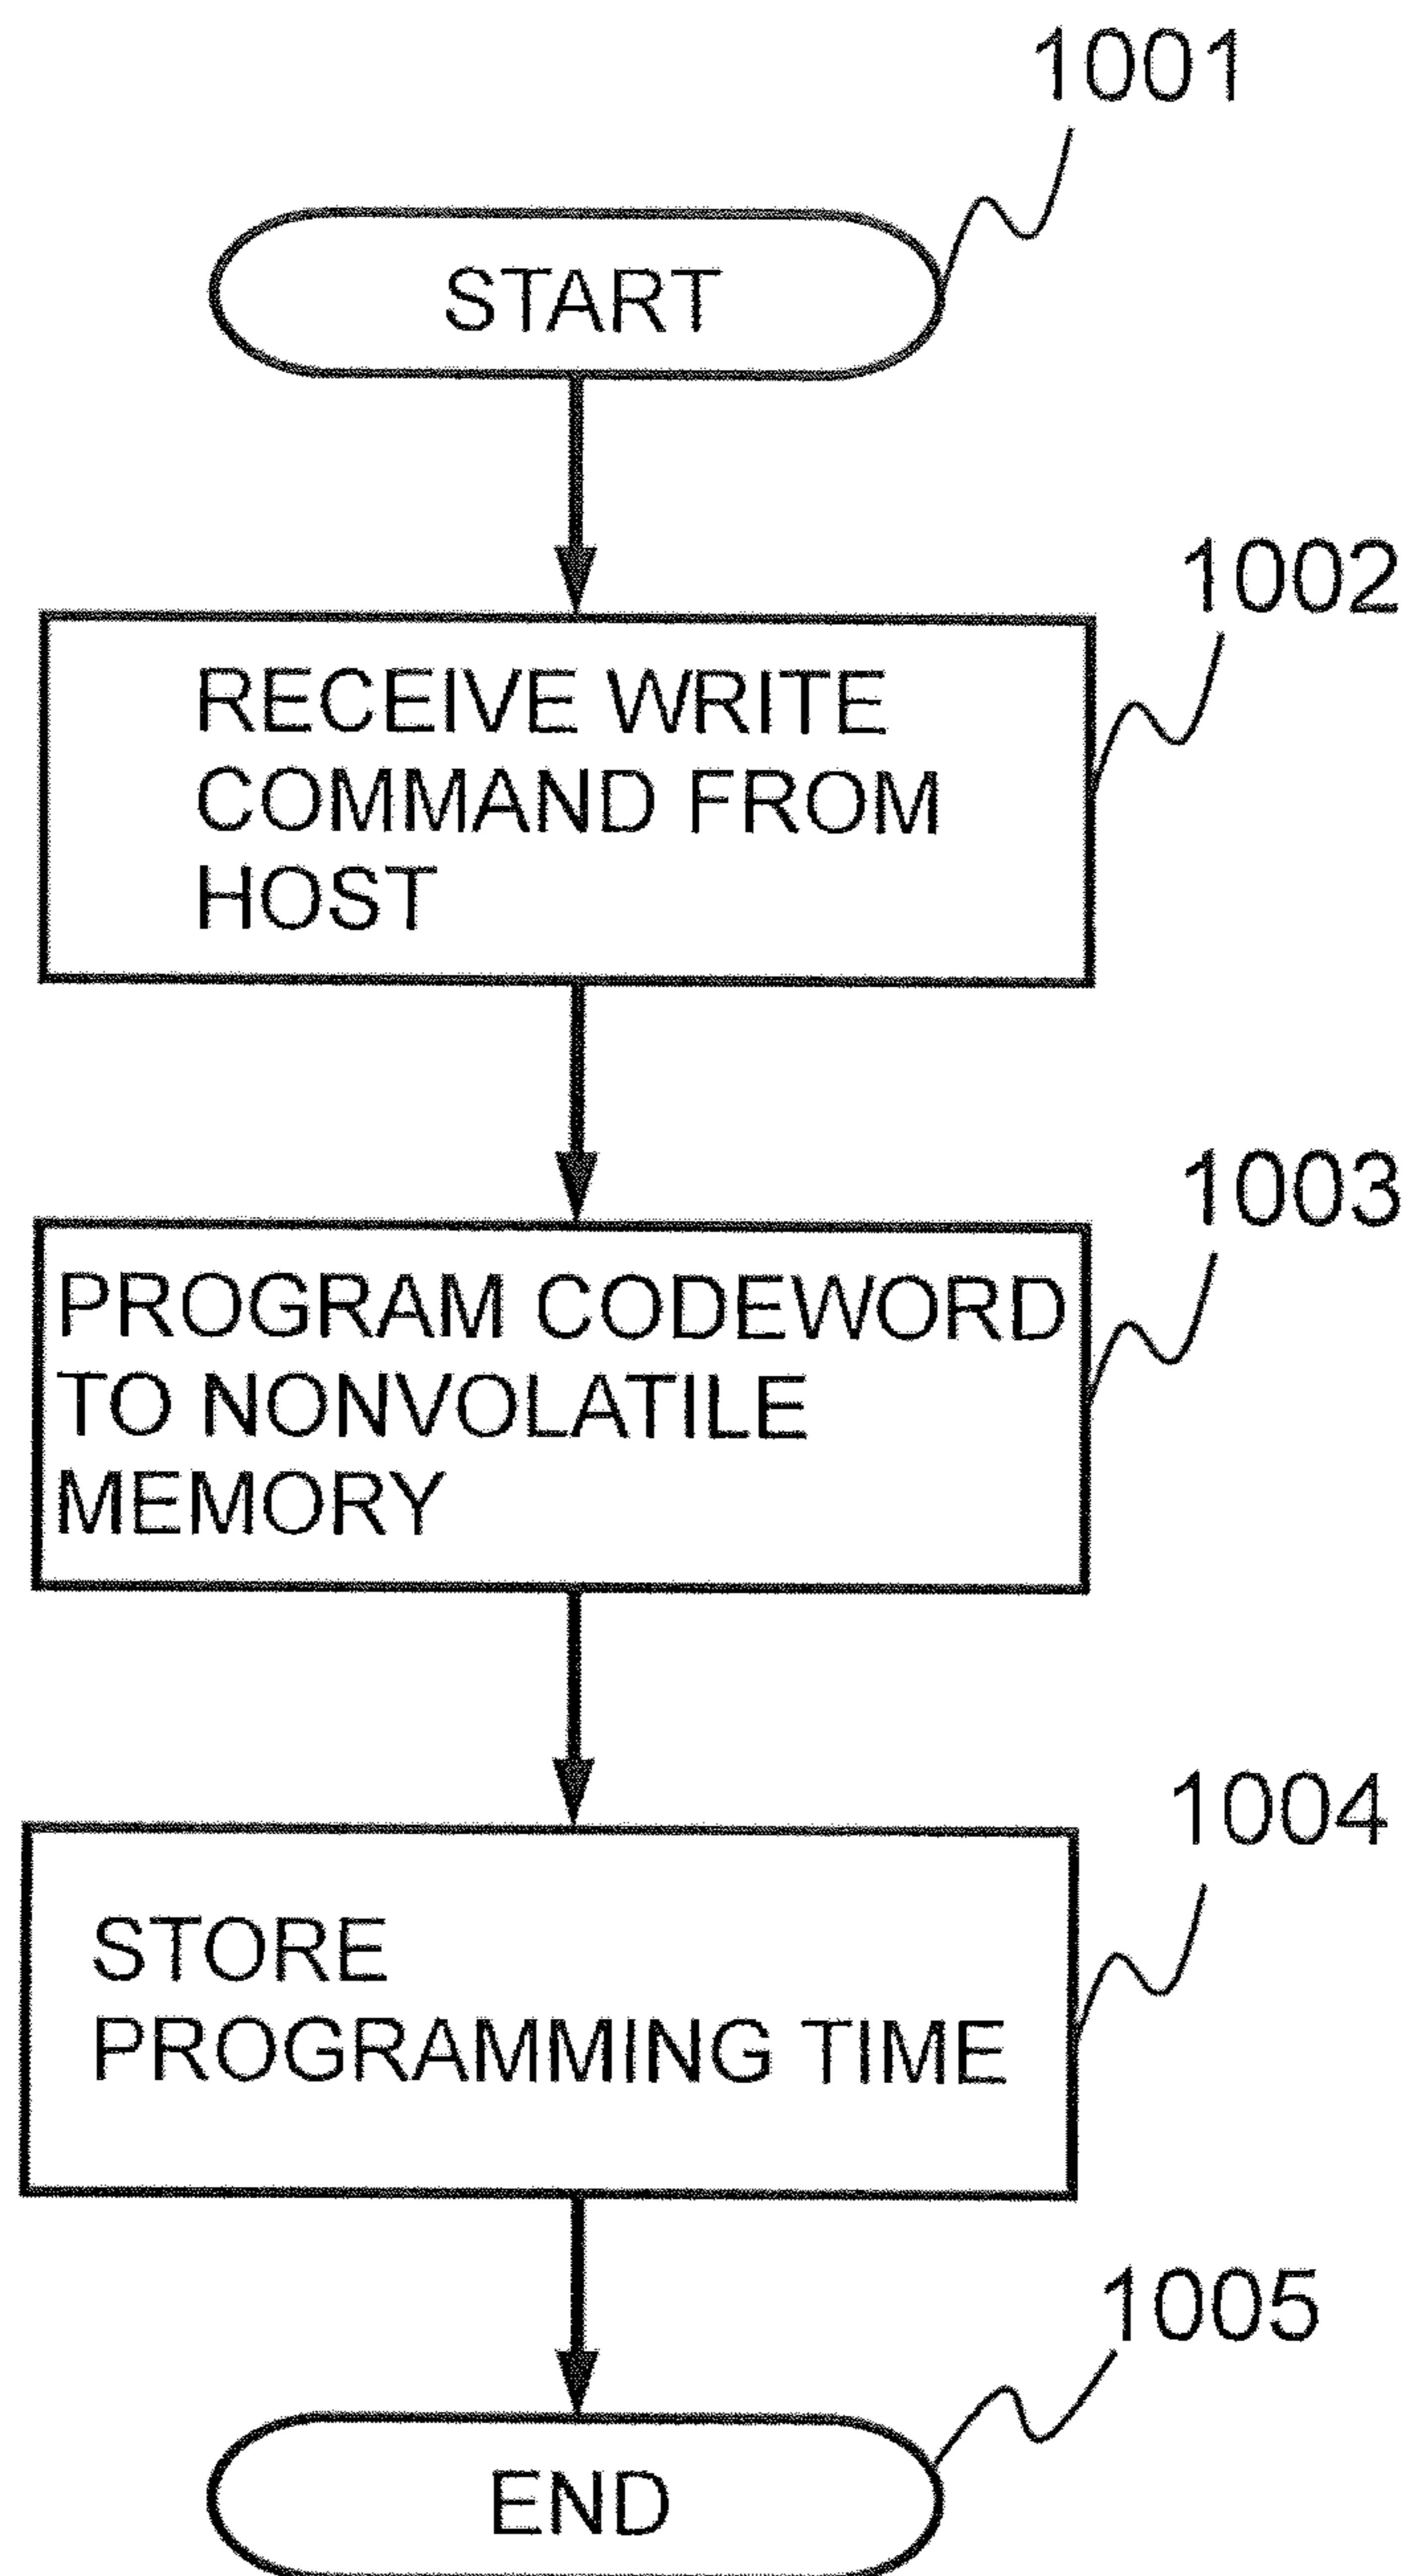 1001
START
1002
RECEIVE WRITE
COMMAND FROM
HOST
1003
PROGRAM CODEWORD
TO NONVOLATILE
MEMORY
1004
STORE
PROGRAMMING TIME
1005
END